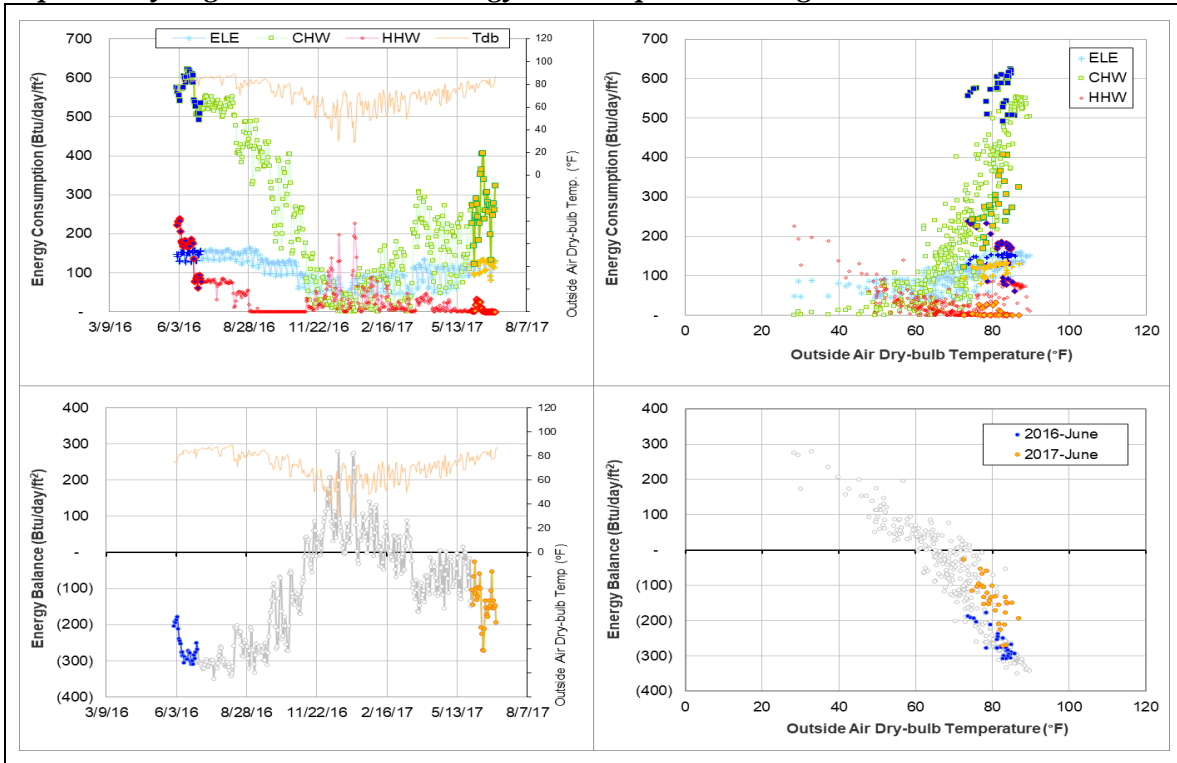 ELE CHW HHW Tdb
Energy Consumption (Btu/day/ft²)
700
600
500
400
300
200
100
-
120
100
80
60
40
20
0
Outside Air Dry-bulb Temp. (°F)
3/9/16 6/3/16 8/28/16 11/22/16 2/16/17 5/13/17 8/7/17
Energy Consumption (Btu/day/ft²)
700
600
500
400
300
200
100
-
ELE
CHW
HHW
0 20 40 60 80 100 120
Outside Air Dry-bulb Temperature (°F)
Energy Balance (Btu/day/ft²)
400
300
200
100
-
(100)
(200)
(300)
(400)
120
100
80
60
40
20
0
Outside Air Dry-bulb Temp (°F)
3/9/16 6/3/16 8/28/16 11/22/16 2/16/17 5/13/17 8/7/17
Energy Balance (Btu/day/ft²)
400
300
200
100
-
(100)
(200)
(300)
(400)
2016-June
2017-June
0 20 40 60 80 100 120
Outside Air Dry-bulb Temperature (°F)